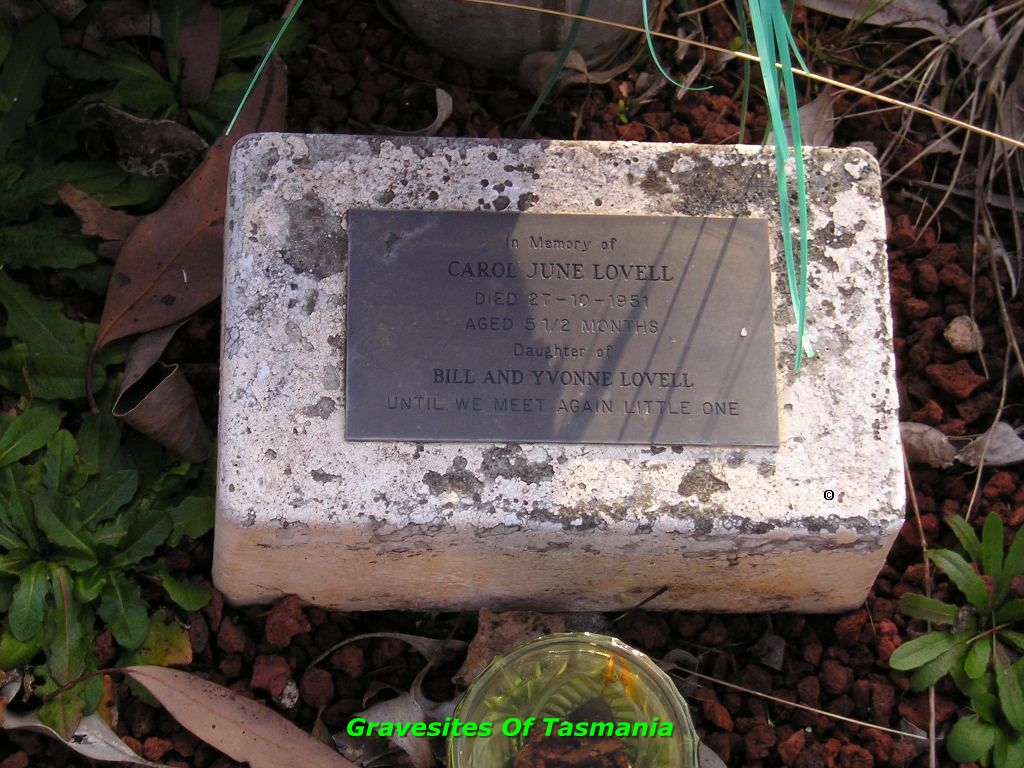 In Memory of
CAROL JUNE LOVELL
DIED 27-10-1951
AGED 5 1/2 MONTHS
Daughter of
BILL AND YVONNE LOVELL
UNTIL WE MEET AGAIN LITTLE ONE
©
Gravesites Of Tasmania